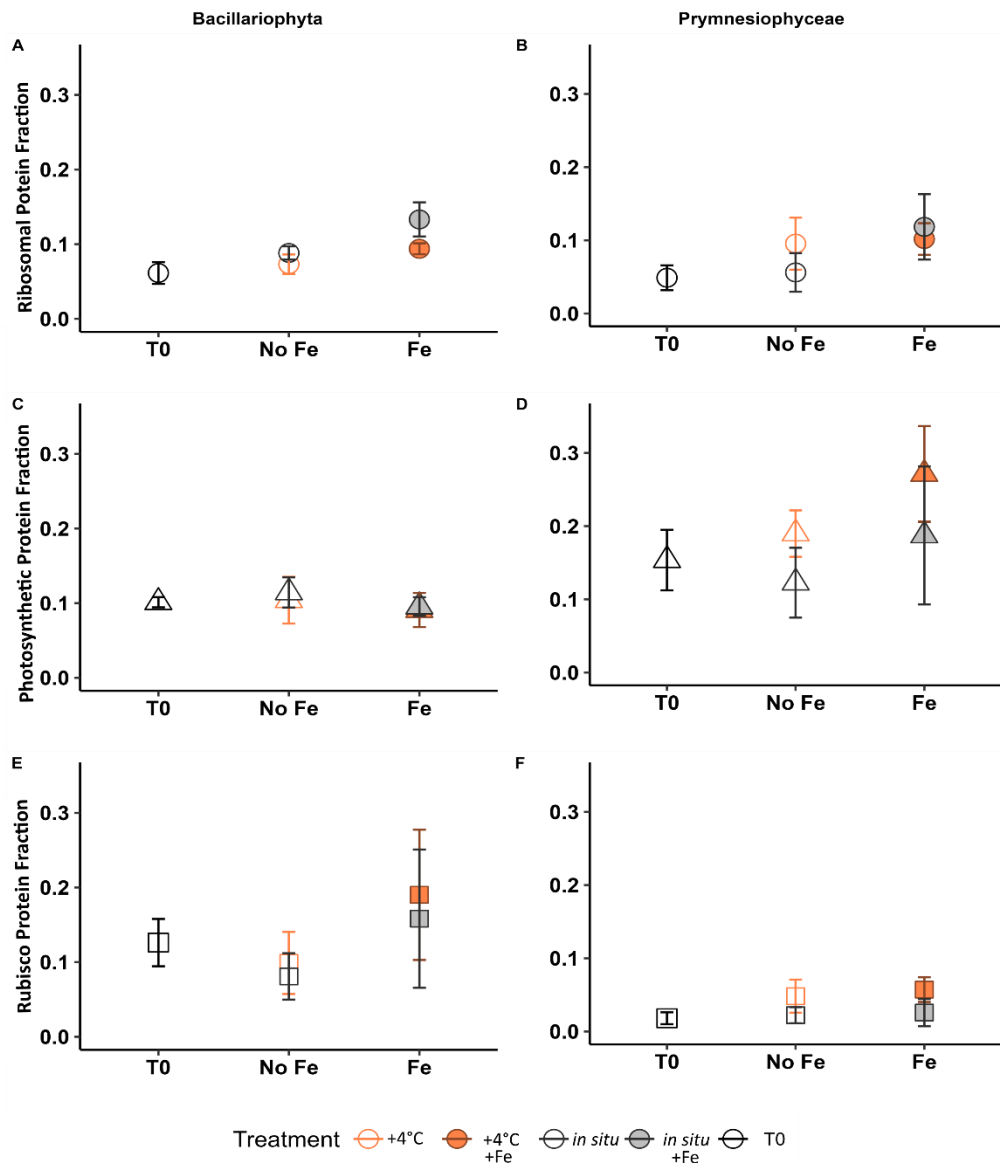 Bacillariophyta
Prymnesiophyceae
A
B
Ribosomal Potein Fraction
0.3
0.2
0.1
0.0
T0 No Fe Fe
0.3
0.2
0.1
0.0
T0 No Fe Fe
C
D
Photosynthetic Protein Fraction
0.3
0.2
0.1
0.0
T0 No Fe Fe
0.3
0.2
0.1
0.0
T0 No Fe Fe
E
F
Rubisco Protein Fraction
0.3
0.2
0.1
0.0
T0 No Fe Fe
0.3
0.2
0.1
0.0
T0 No Fe Fe
Treatment +4°C +4°C in situ in situ T0
+Fe +Fe